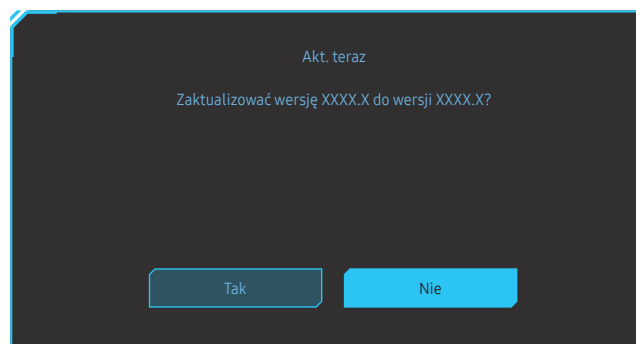 Akt. teraz
Zaktualizować wersję XXXX.X do wersji XXXX.X?
Tak
Nie